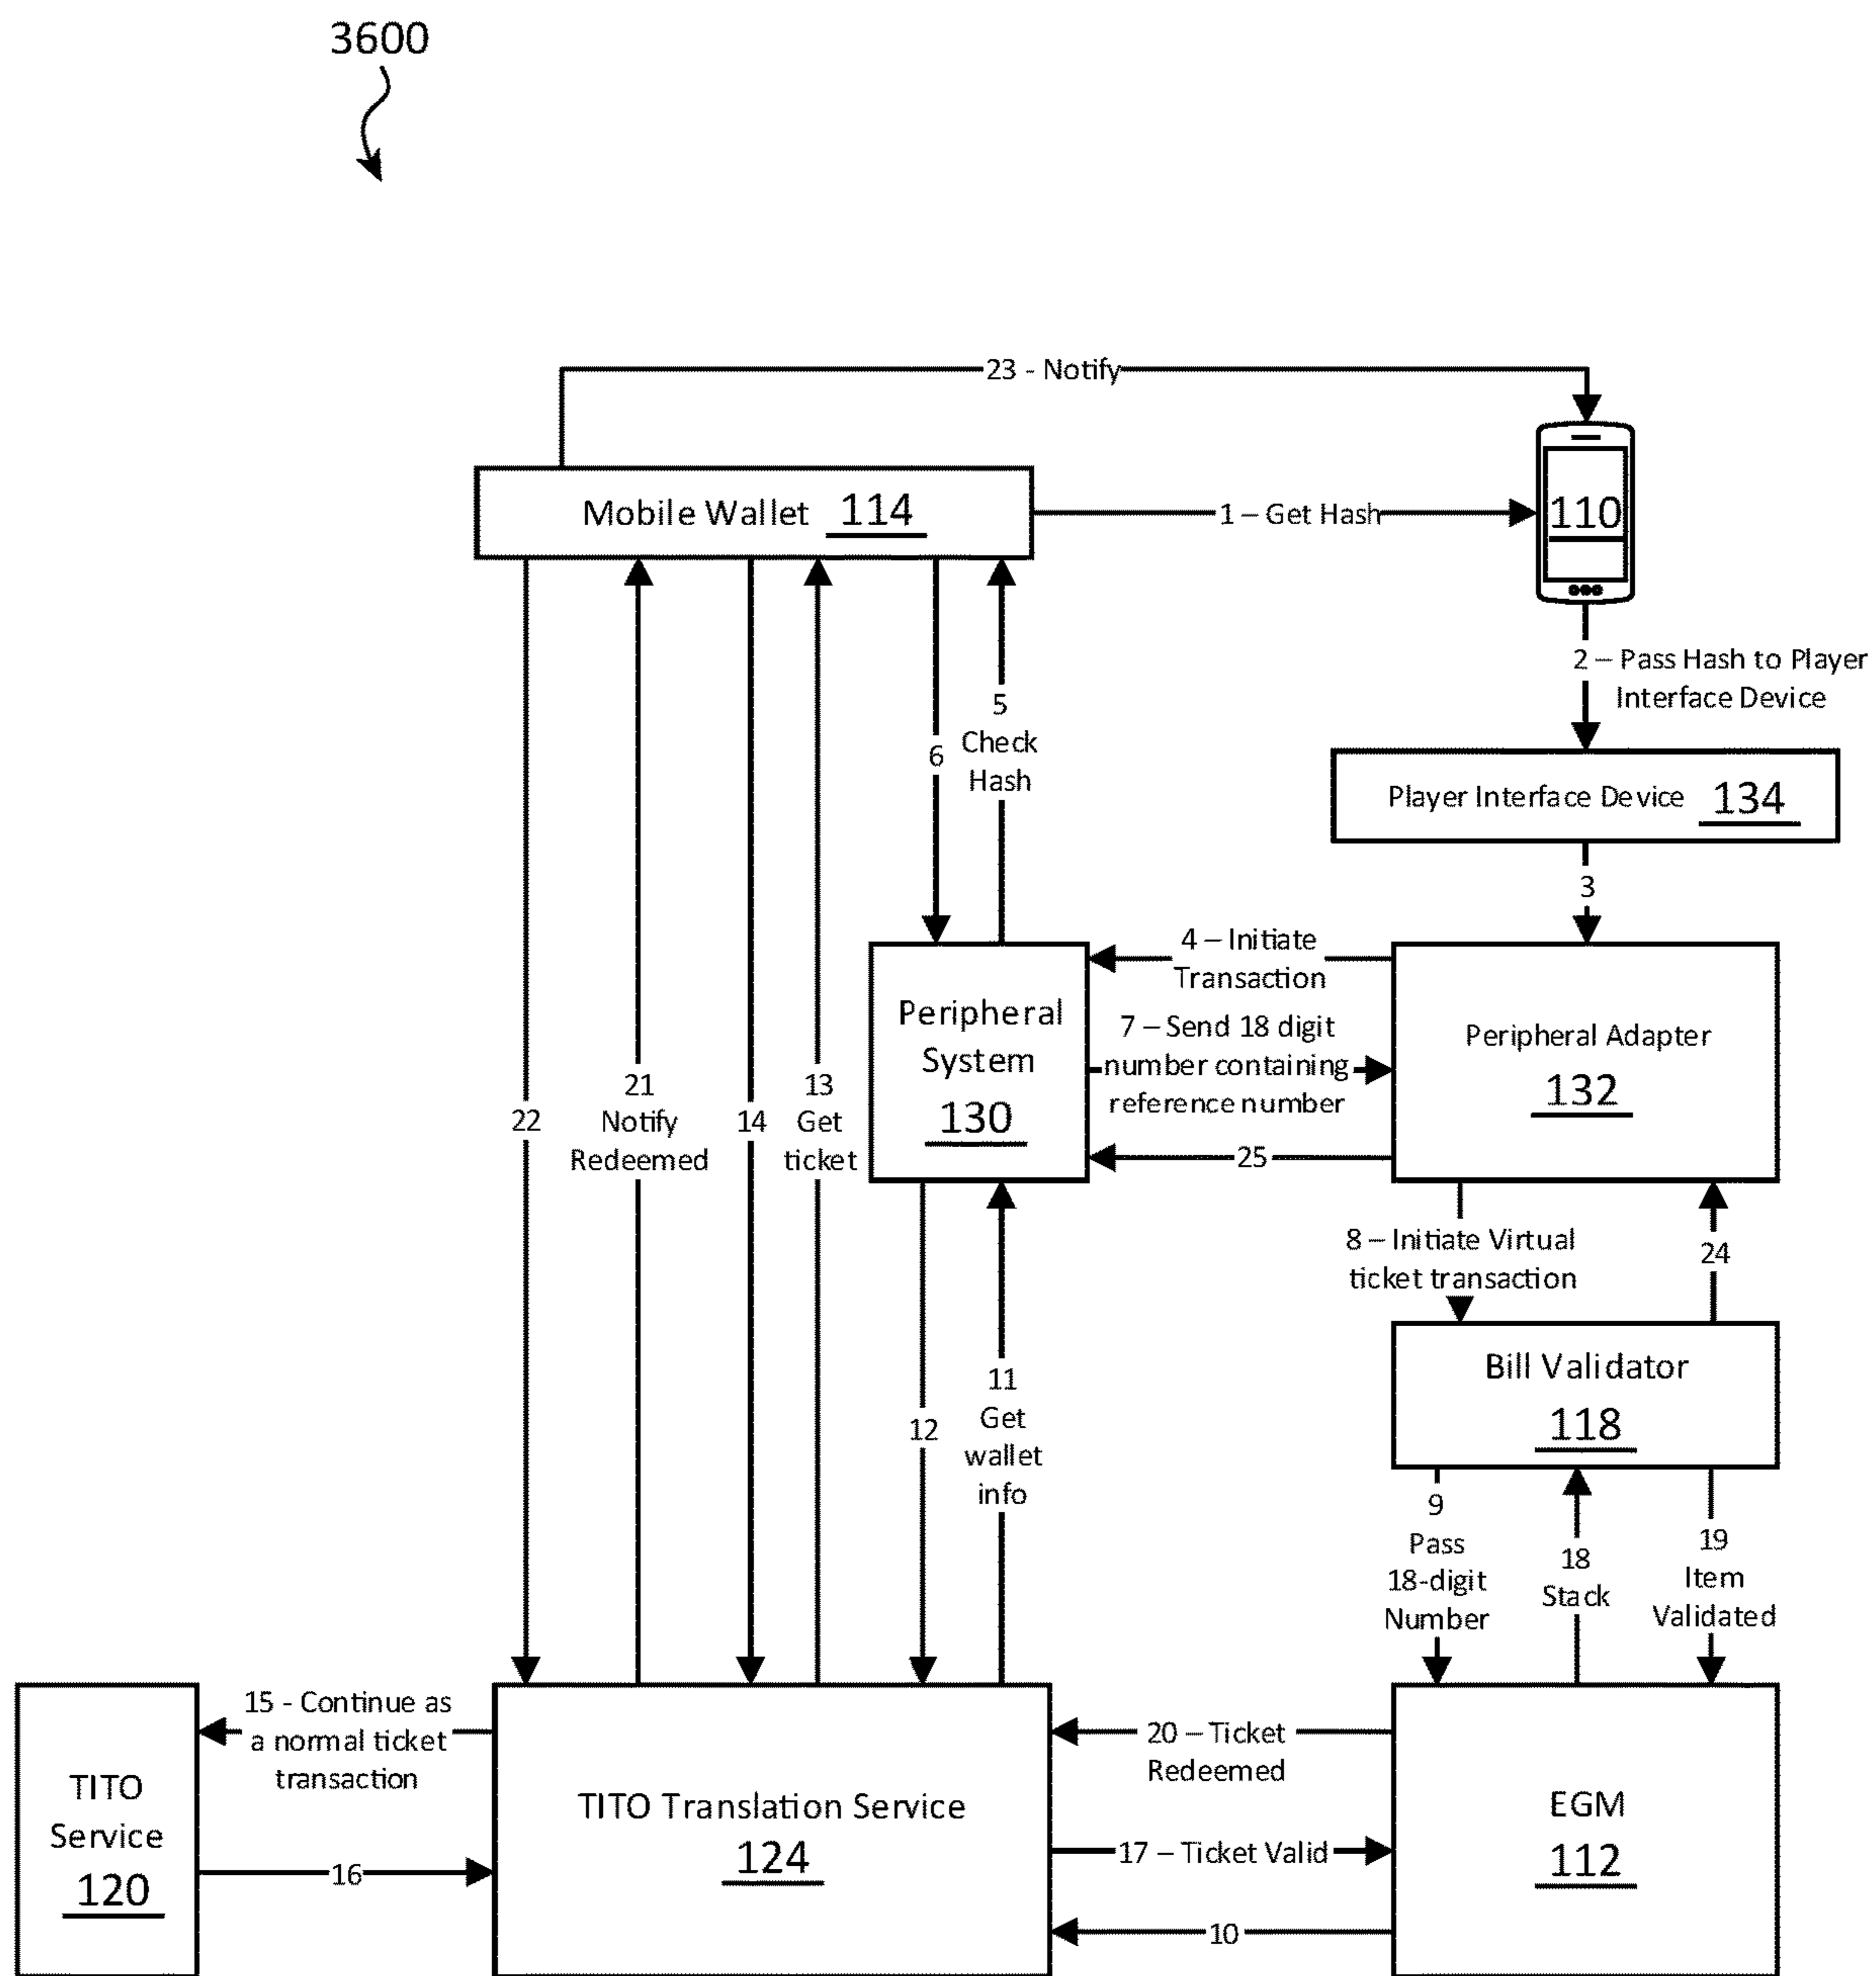 3600
23 - Notify
Mobile Wallet 114
1 – Get Hash
110
2 – Pass Hash to Player
Interface Device
5
Check
Hash
6
Player Interface Device 134
3
4 – Initiate
Transaction
Peripheral
System
130
7 – Send 18 digit
number containing
reference number
Peripheral Adapter
132
25
22
21
Notify
Redeemed
14
13
Get
ticket
8 – Initiate Virtual
ticket transaction
24
Bill Validator
118
12
11
Get
wallet
info
9
Pass
18-digit
Number
18
Stack
19
Item
Validated
15 - Continue as
a normal ticket
transaction
TITO
Service
120
16
TITO Translation Service
124
20 – Ticket
Redeemed
17 – Ticket Valid
10
EGM
112